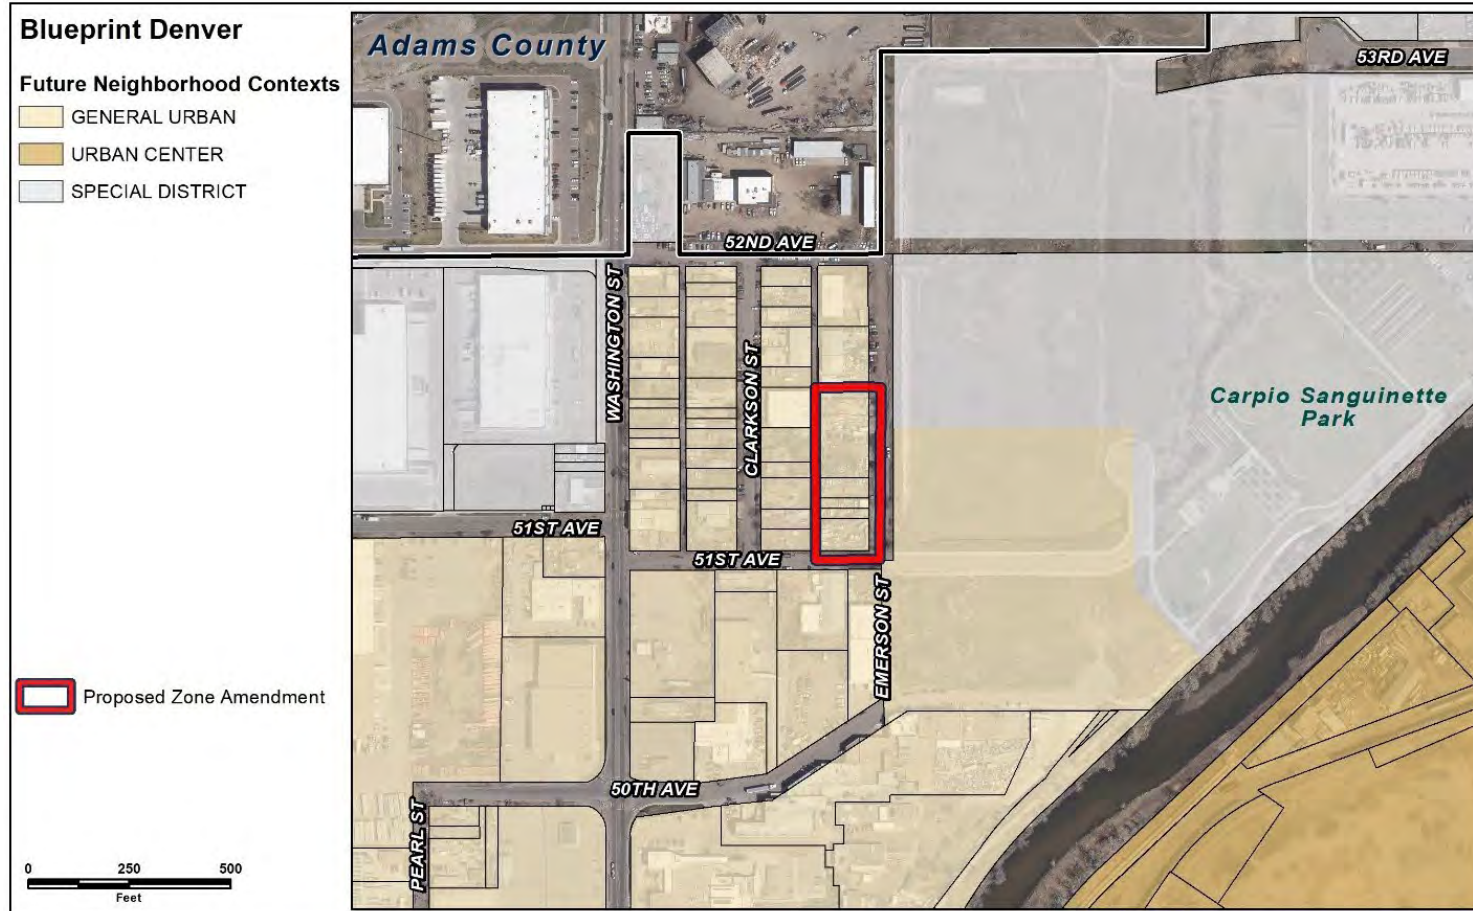 Blueprint Denver
Future Neighborhood Contexts
GENERAL URBAN
URBAN CENTER
SPECIAL DISTRICT
Proposed Zone Amendment
0 250 500
Feet
Adams County
53RD AVE
52ND AVE
WASHINGTON ST
CLARKSON ST
Carpio Sanguinette
Park
51ST AVE
51ST AVE
EMERSON ST
50TH AVE
PEARL ST